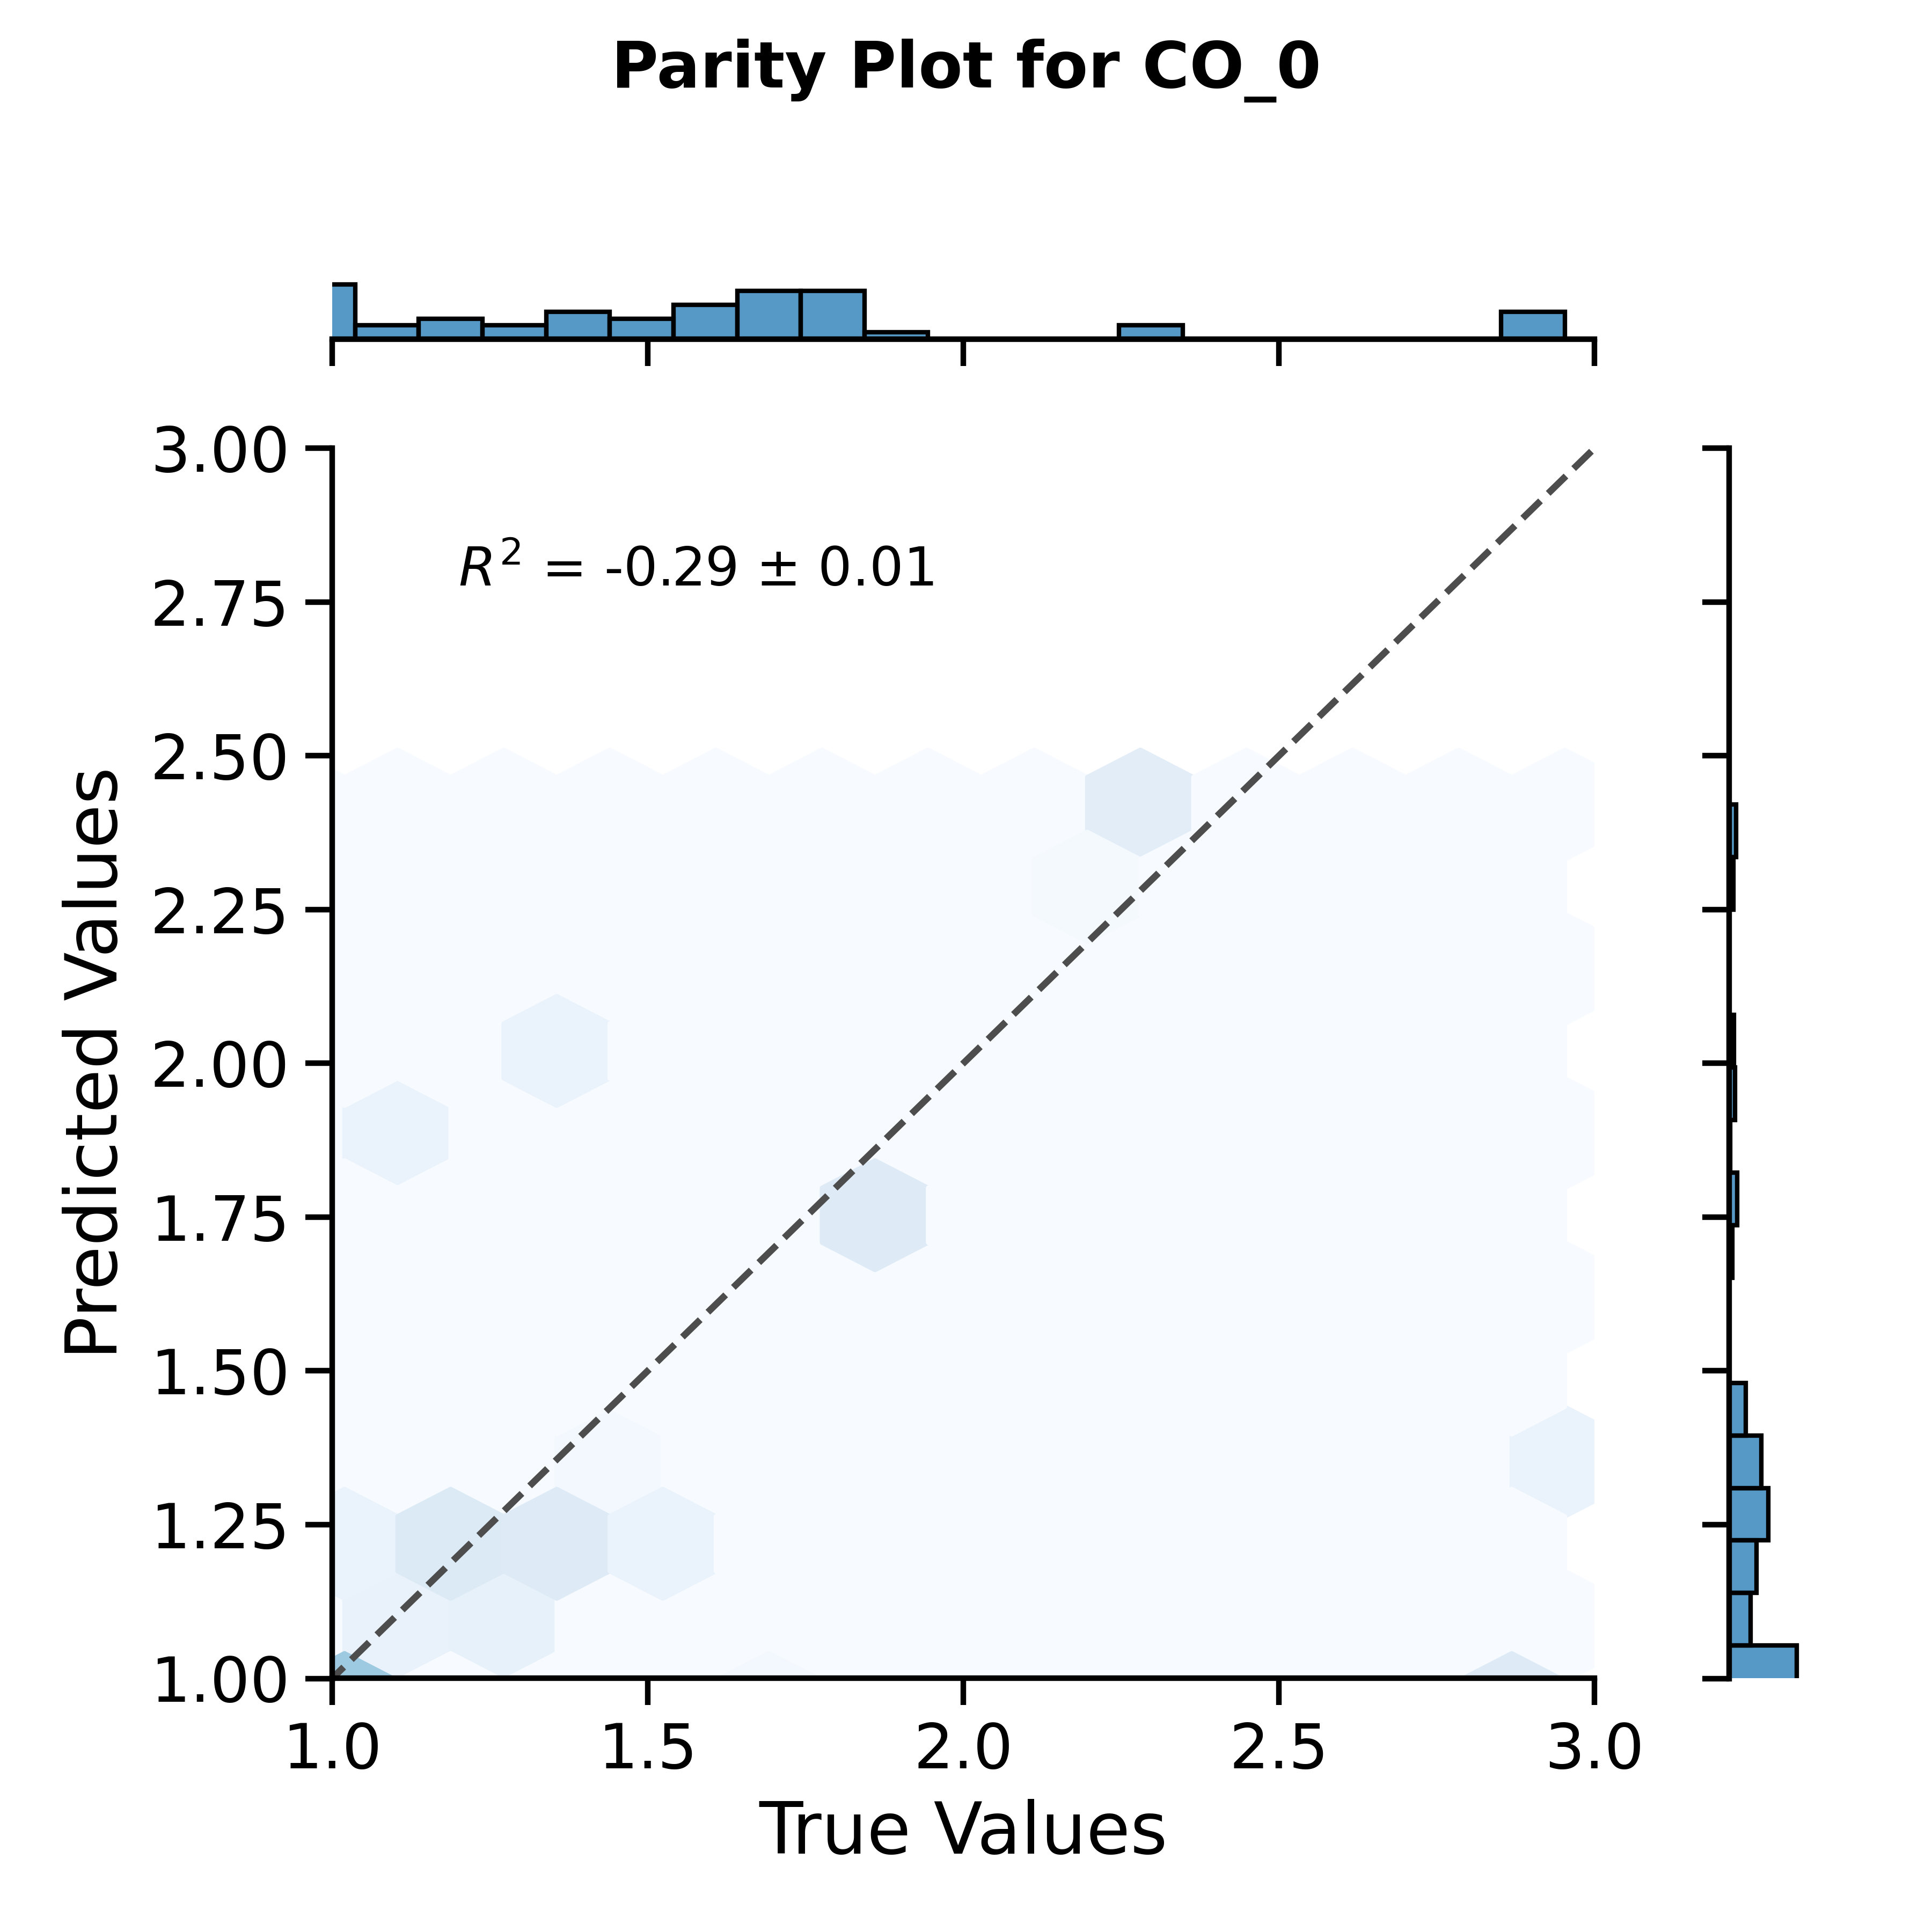 Parity Plot for CO_0
R² = -0.29 ± 0.01
Predicted Values
3.00
2.75
2.50
2.25
2.00
1.75
1.50
1.25
1.00
1.0 1.5 2.0 2.5 3.0
True Values